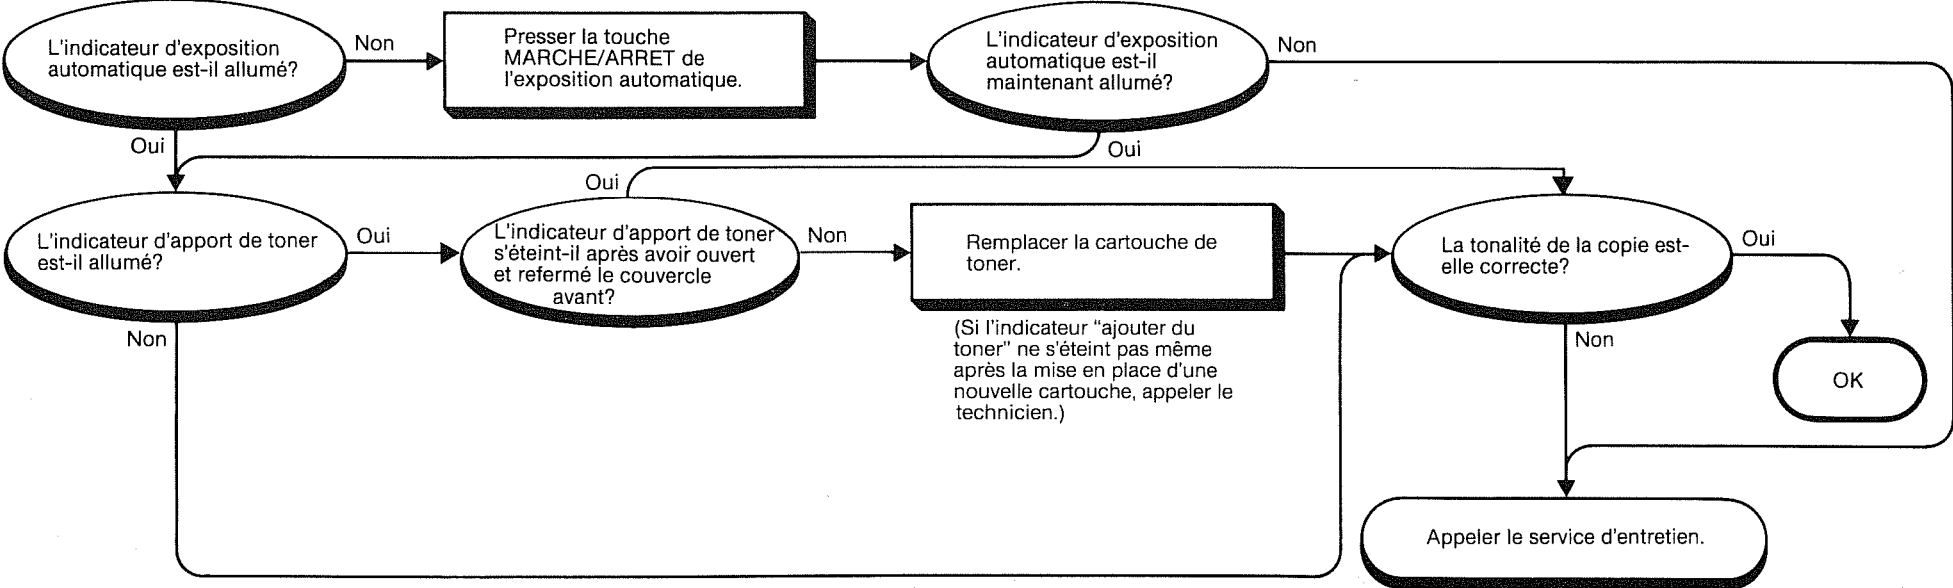 L'indicateur d'exposition
automatique est-il allumé?
Non
Presser la touche
MARCHE/ARRET de
l'exposition automatique.
L'indicateur d'exposition
automatique est-il
maintenant allumé?
Non
Oui
Oui
L'indicateur d'apport de toner
est-il allumé?
Oui
Non
Oui
L'indicateur d'apport de toner
s'éteint-il après avoir ouvert
et refermé le couvercle
avant?
Non
Remplacer la cartouche de
toner.
(Si l'indicateur “ajouter du
toner” ne s'éteint pas même
après la mise en place d'une
nouvelle cartouche, appeler le
technicien.)
La tonalité de la copie est-
elle correcte?
Oui
Non
OK
Appeler le service d'entretien.